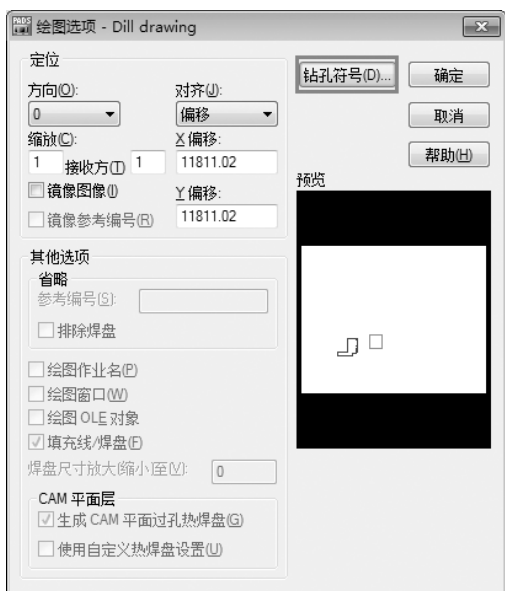 PADS 绘图选项 - Dill drawing
定位
方向(O):
0
对齐(J):
偏移
缩放(C):
1 接收方(T) 1
X 偏移:
11811.02
镜像图像(I)
Y 偏移:
11811.02
镜像参考编号(R)
其他选项
省略
参考编号(S):
排除焊盘
绘图作业名(P)
绘图窗口(W)
绘图 OLE 对象
填充线/焊盘(F)
焊盘尺寸放大(缩小)至(V): 0
CAM 平面层
生成 CAM 平面过孔热焊盘(G)
使用自定义热焊盘设置(U)
钻孔符号(D)...
确定
取消
帮助(H)
预览